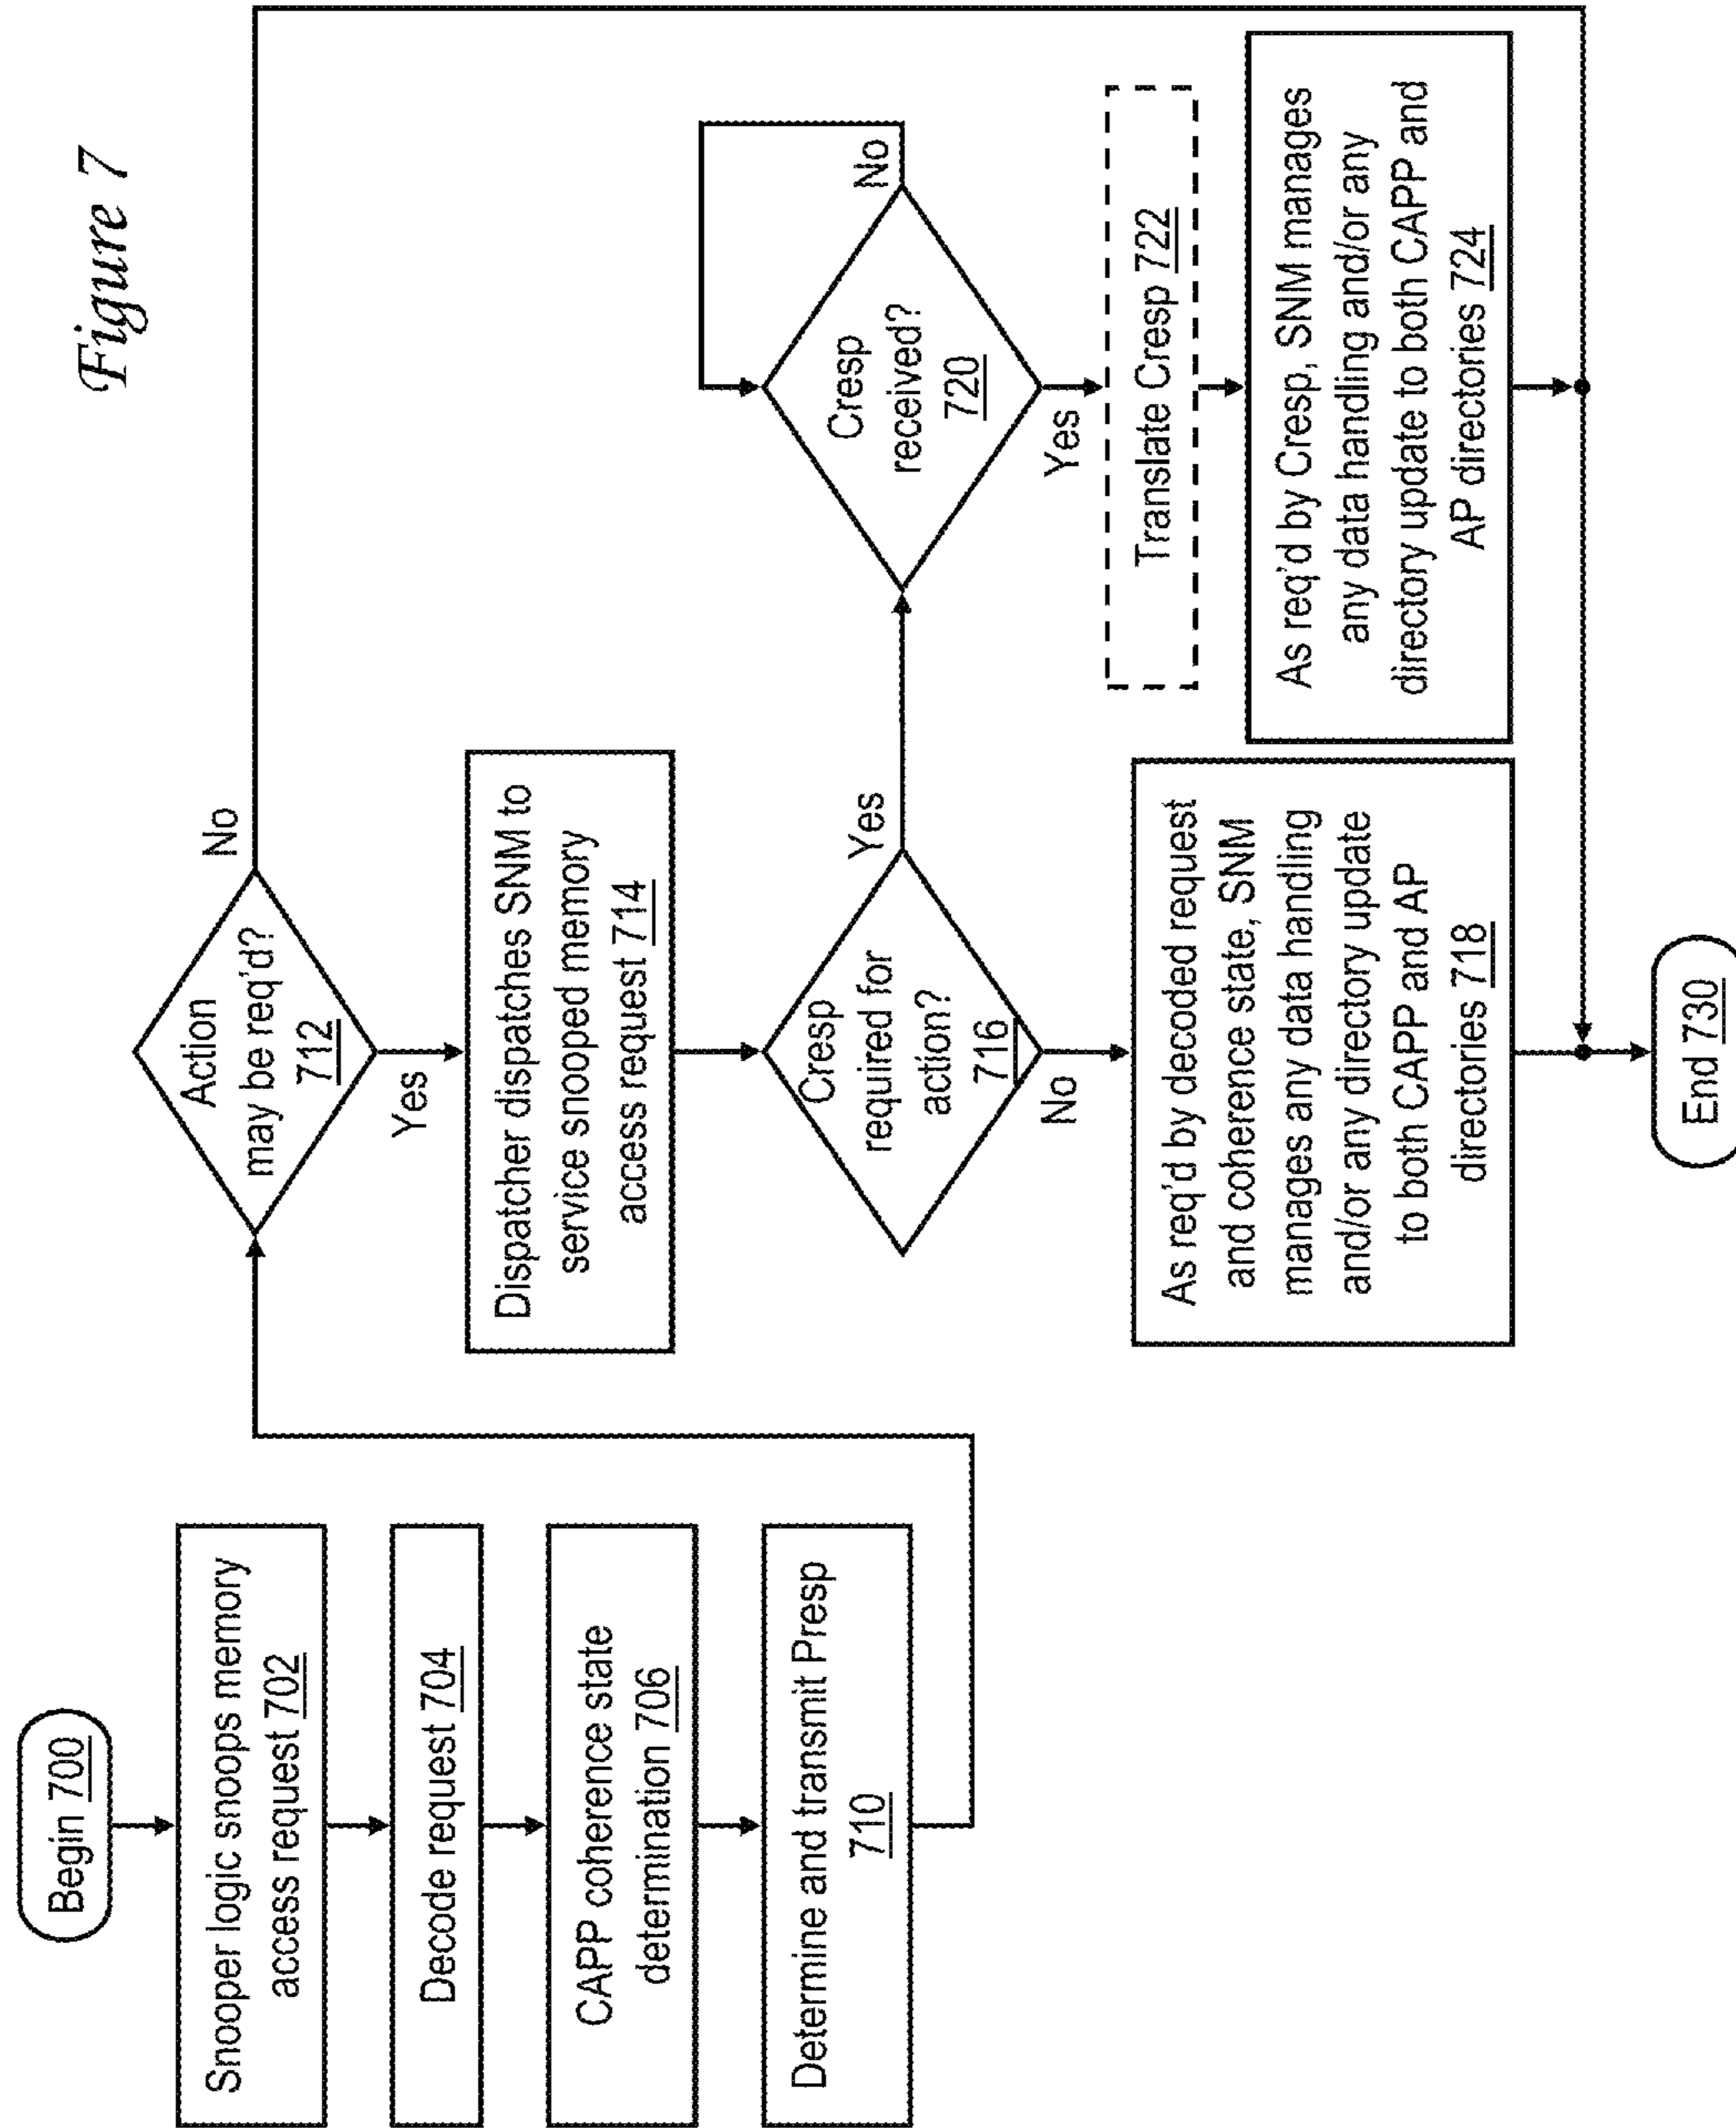 Figure 7
Begin 700
Snooper logic snoops memory
access request 702
Decode request 704
CAPP coherence state
determination 706
Determine and transmit Presp
710
Action
may be req'd?
712
No
Yes
Dispatcher dispatches SNM to
service snooped memory
access request 714
Cresp
required for
action?
716
Yes
No
As req'd by decoded request
and coherence state, SNM
manages any data handling
and/or any directory update
to both CAPP and AP
directories 718
Cresp
received?
720
No
Yes
Translate Cresp 722
As req'd by Cresp, SNM manages
any data handling and/or any
directory update to both CAPP and
AP directories 724
End 730